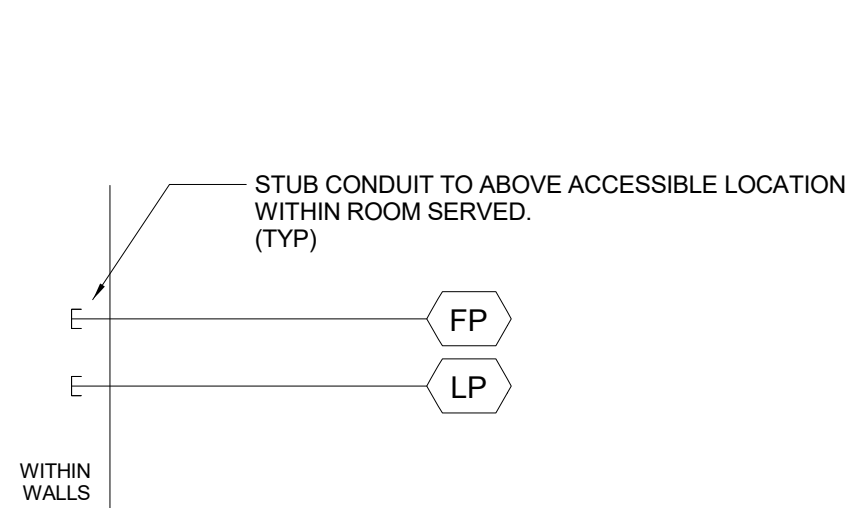 STUB CONDUIT TO ABOVE ACCESSIBLE LOCATION
WITHIN ROOM SERVED.
(TYP)
FP
LP
WITHIN
WALLS